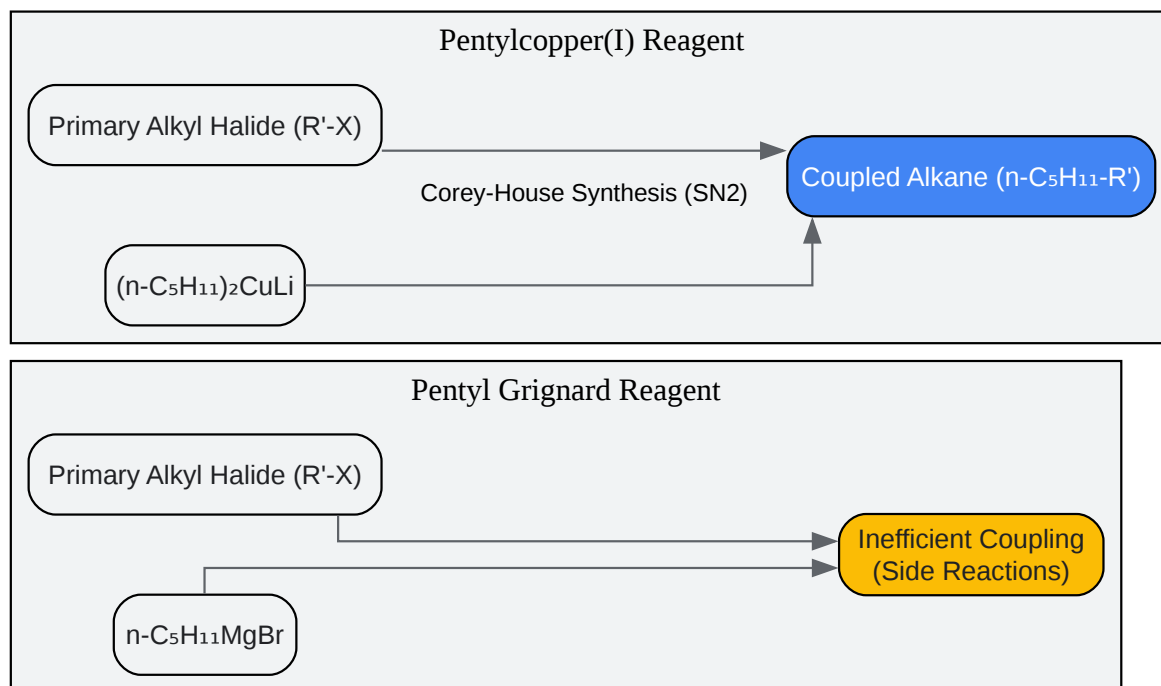 Pentylcopper(I) Reagent
Primary Alkyl Halide (R'-X)
Coupled Alkane (n-C₅H₁₁-R')
Corey-House Synthesis (SN2)
(n-C₅H₁₁)₂CuLi
Pentyl Grignard Reagent
Primary Alkyl Halide (R'-X)
Inefficient Coupling
(Side Reactions)
n-C₅H₁₁MgBr